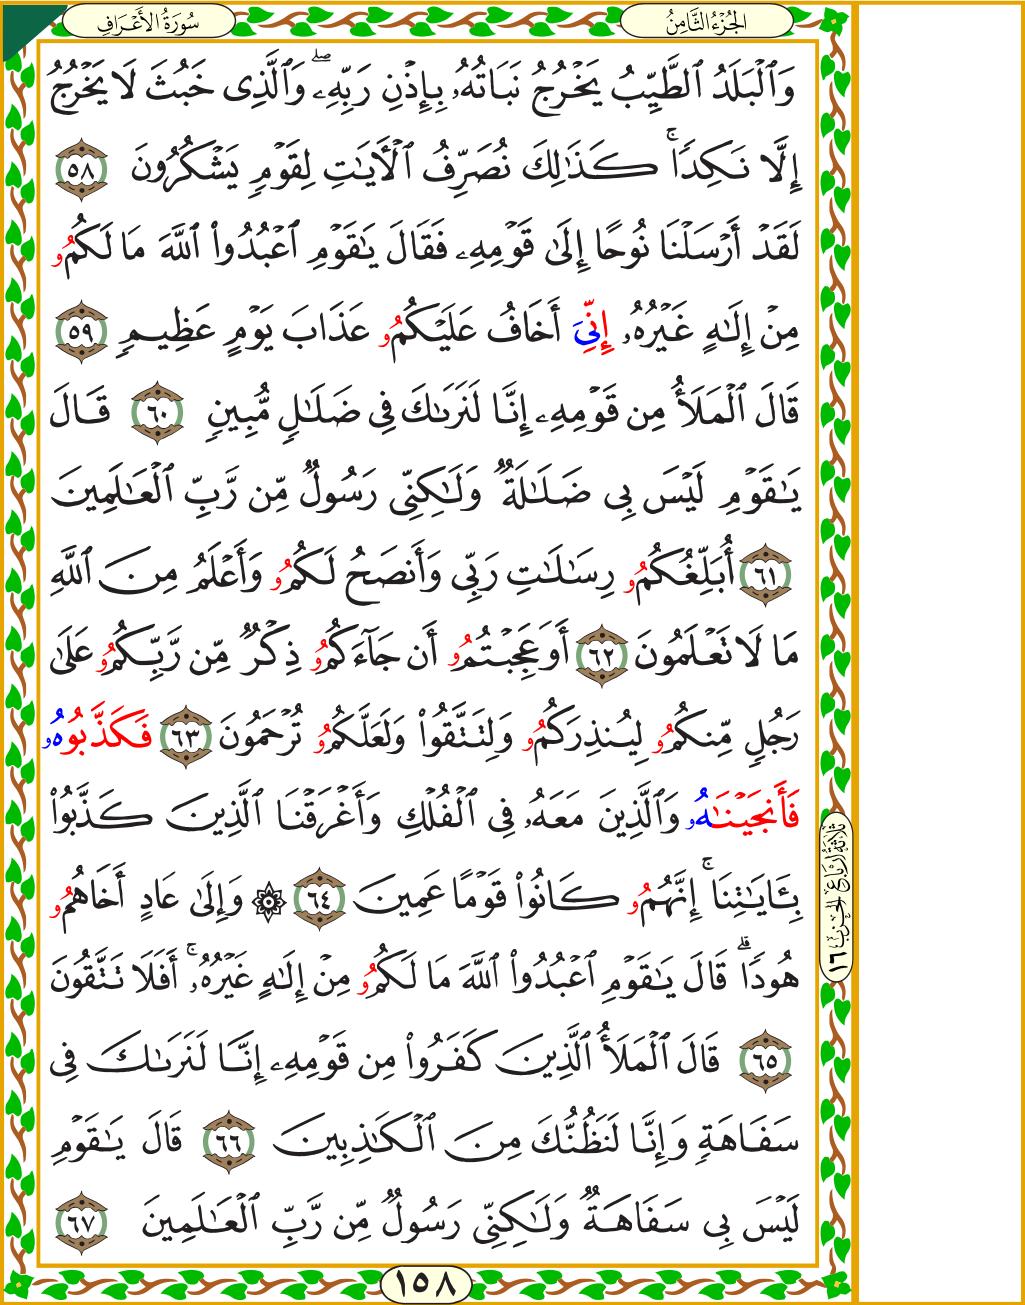 الجُزْءُ الثَّامِنُ
سُورَةُ الأَعْرَافِ
وَٱلْبَلَدُ ٱلطَّيِّبُ يَخْرُجُ نَبَاتُهُۥ بِإِذْنِ رَبِّهِۦۖ وَٱلَّذِى خَبُثَ لَا يَخْرُجُ
إِلَّا نَكِدًاۚ كَذَٰلِكَ نُصَرِّفُ ٱلْأَيَٰتِ لِقَوْمٍ يَشْكُرُونَ ٥٨
لَقَدْ أَرْسَلْنَا نُوحًا إِلَىٰ قَوْمِهِۦ فَقَالَ يَٰقَوْمِ ٱعْبُدُوا۟ ٱللَّهَ مَا لَكُمُۥ
مِنْ إِلَٰهٍ غَيْرُهُۥ إِنِّىَ أَخَافُ عَلَيْكُمُۥ عَذَابَ يَوْمٍ عَظِيمٍ ٥٩
قَالَ ٱلْمَلَأُ مِن قَوْمِهِۦ إِنَّا لَنَرَىٰكَ فِى ضَلَٰلٍ مُّبِينٍ ٦٠ قَالَ
يَٰقَوْمِ لَيْسَ بِى ضَلَٰلَةٌ وَلَٰكِنِّى رَسُولٌ مِّن رَّبِّ ٱلْعَٰلَمِينَ
٦١ أُبَلِّغُكُمُۥ رِسَٰلَٰتِ رَبِّى وَأَنصَحُ لَكُمُۥ وَأَعْلَمُ مِنَ ٱللَّهِ
مَا لَا تَعْلَمُونَ ٦٢ أَوَعَجِبْتُمُۥ أَن جَآءَكُمُۥ ذِكْرٌ مِّن رَّبِّكُمُۥ عَلَىٰ
رَجُلٍ مِّنكُمُۥ لِيُنذِرَكُمُۥ وَلِتَتَّقُوا۟ وَلَعَلَّكُمُۥ تُرْحَمُونَ ٦٣ فَكَذَّبُوهُۥ
فَأَنجَيْنَٰهُۥ وَٱلَّذِينَ مَعَهُۥ فِى ٱلْفُلْكِ وَأَغْرَقْنَا ٱلَّذِينَ كَذَّبُوا۟
بِـَٔايَٰتِنَاۚ إِنَّهُمُۥ كَانُوا۟ قَوْمًا عَمِينَ ٦٤ ۞ وَإِلَىٰ عَادٍ أَخَاهُمُۥ
هُودًاۗ قَالَ يَٰقَوْمِ ٱعْبُدُوا۟ ٱللَّهَ مَا لَكُمُۥ مِنْ إِلَٰهٍ غَيْرُهُۥۚ أَفَلَا تَتَّقُونَ
٦٥ قَالَ ٱلْمَلَأُ ٱلَّذِينَ كَفَرُوا۟ مِن قَوْمِهِۦ إِنَّا لَنَرَىٰكَ فِى
سَفَاهَةٍ وَإِنَّا لَنَظُنُّكَ مِنَ ٱلْكَٰذِبِينَ ٦٦ قَالَ يَٰقَوْمِ
لَيْسَ بِى سَفَاهَةٌ وَلَٰكِنِّى رَسُولٌ مِّن رَّبِّ ٱلْعَٰلَمِينَ ٦٧
ثَلَاثَةُ أَرْبَاعِ الحِزْبِ ١٦
١٥٨